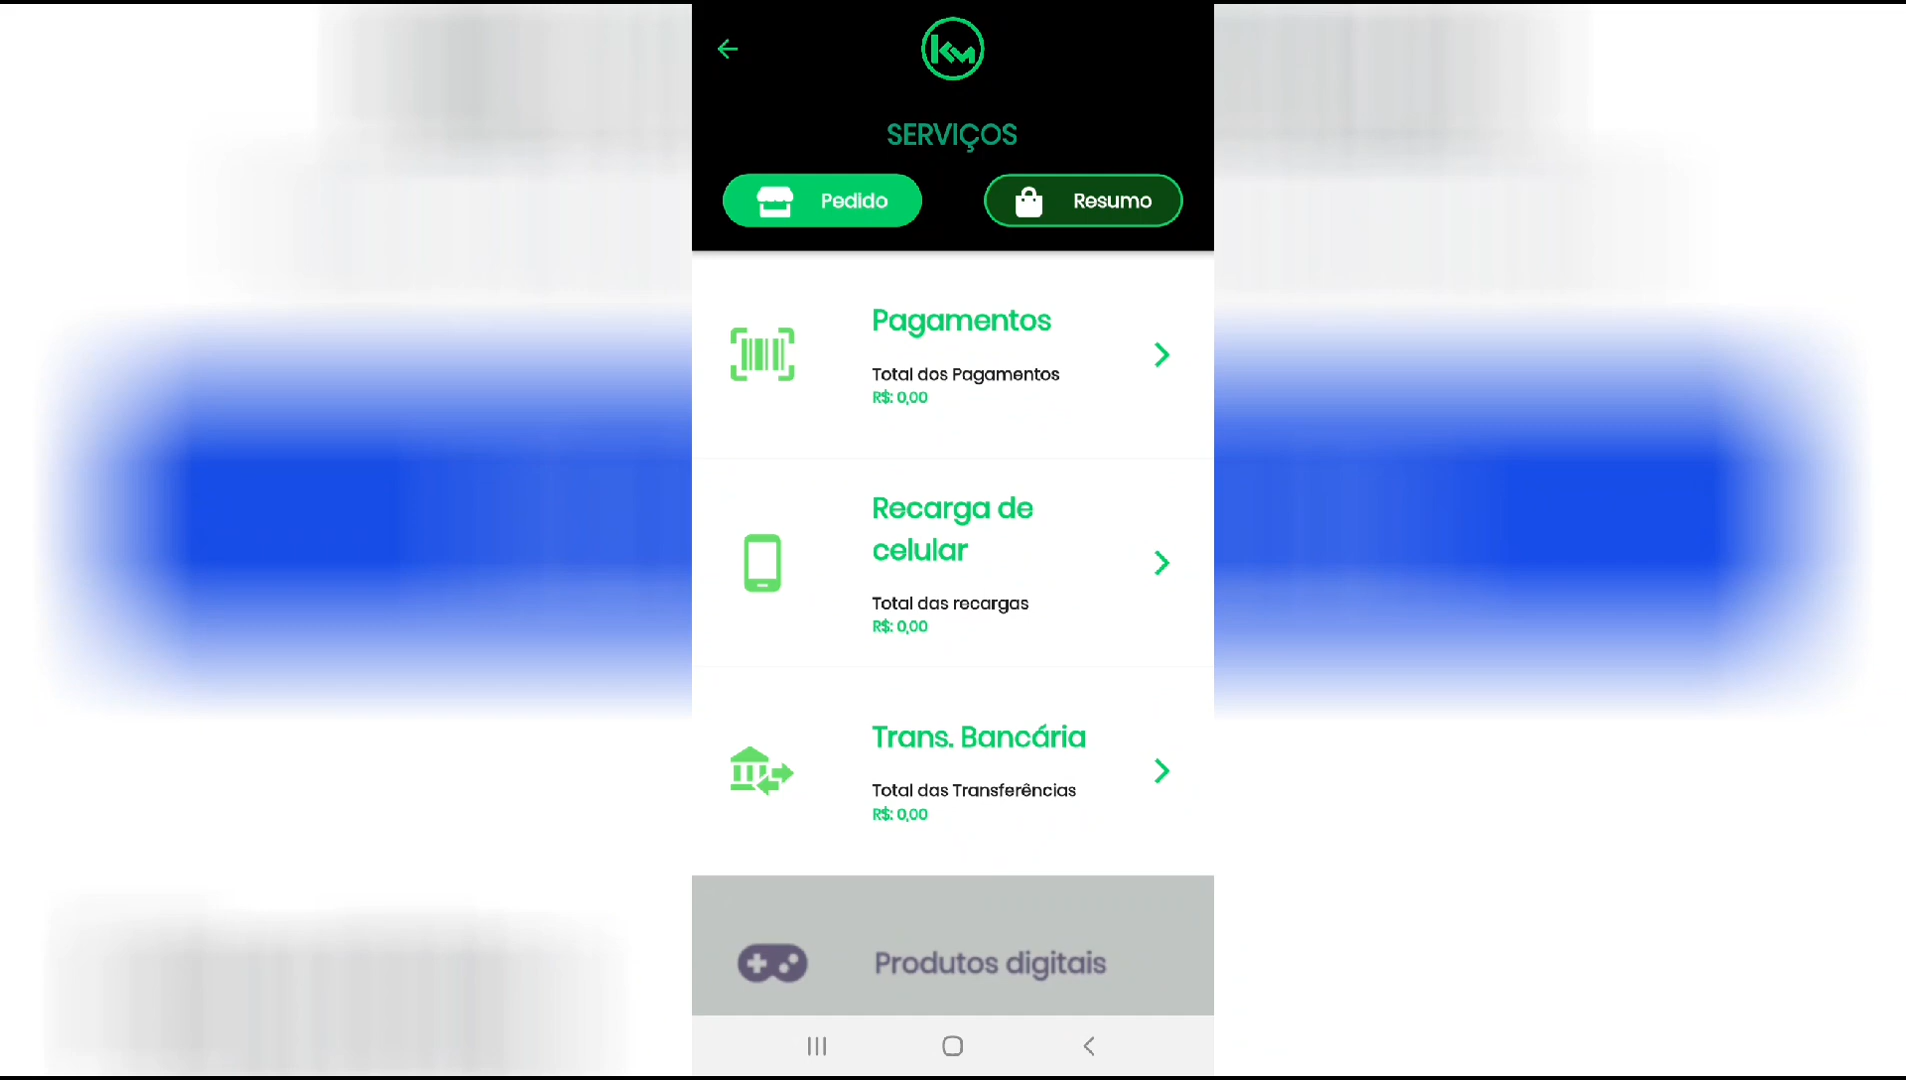 KM
SERVIÇOS
Pedido
Resumo
Pagamentos
Total dos Pagamentos
R$: 0,00
Recarga de
celular
Total das recargas
R$: 0,00
Trans. Bancária
Total das Transferências
R$: 0,00
Produtos digitais